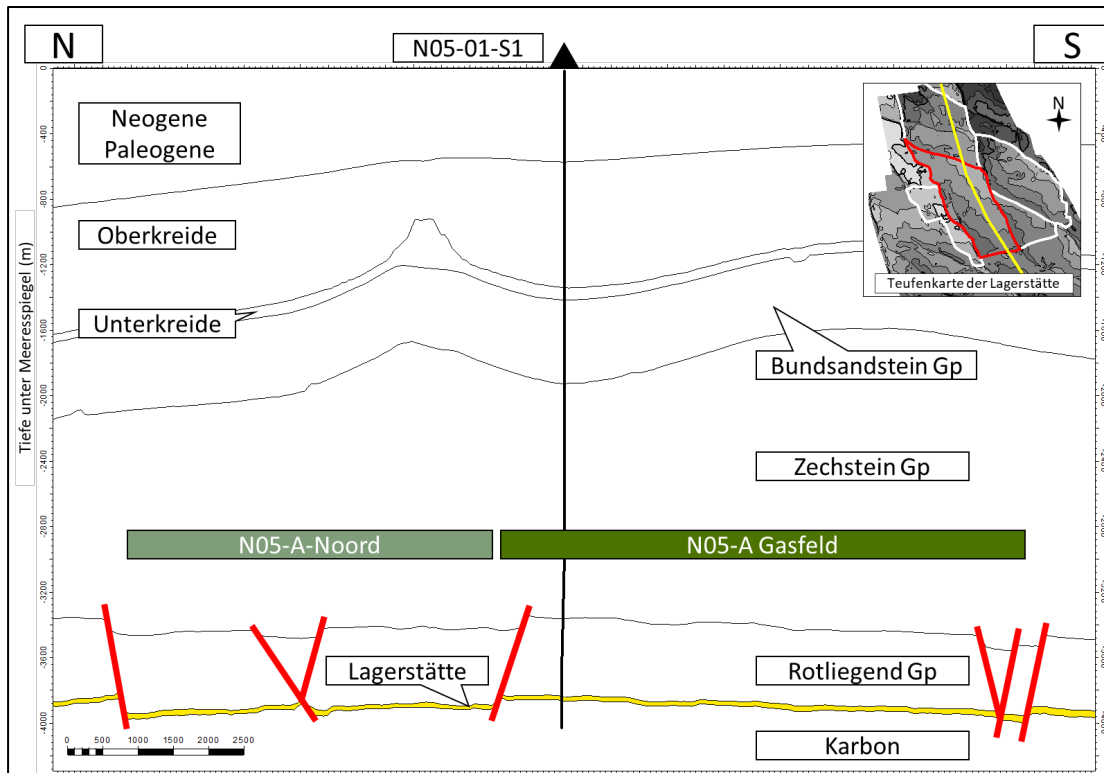 N
N05-01-S1
S
Neogene
Paleogene
N
Oberkreide
Teufenkarte der Lagerstätte
Unterkreide
Bundsandstein Gp
Zechstein Gp
N05-A-Noord
N05-A Gasfeld
Lagerstätte
Rotliegend Gp
Karbon
Tiefe unter Meeresspiegel (m)
0
-400
-800
-1200
-1600
-2000
-2400
-2800
-3200
-3600
-4000
0 500 1000 1500 2000 2500